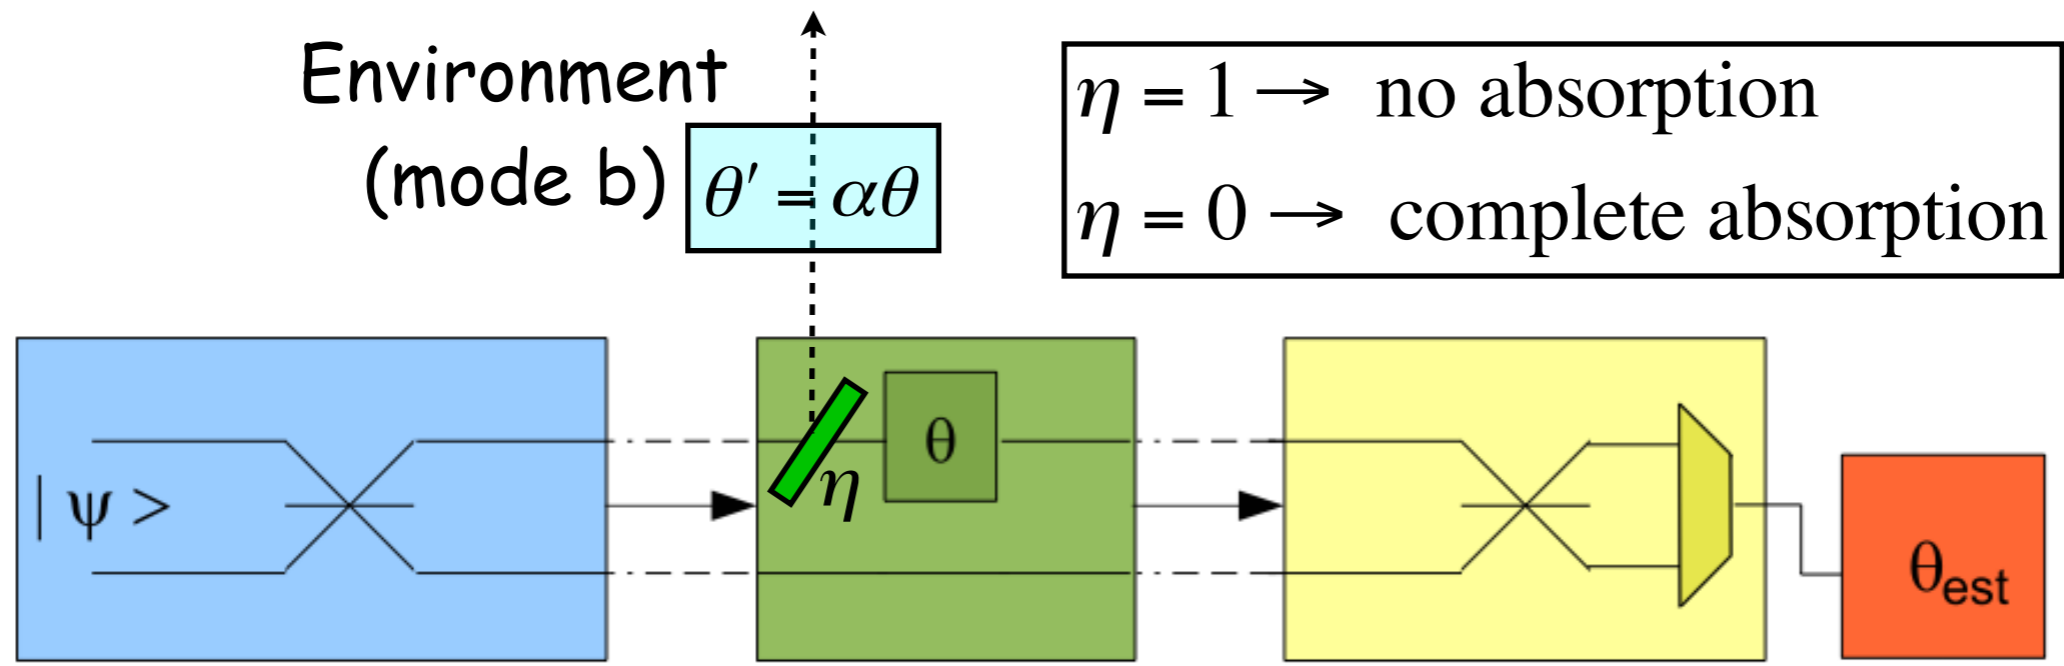 Environment
(mode b)
θ′ = αθ
η = 1 → no absorption
η = 0 → complete absorption
| ψ >
η
θ
θest